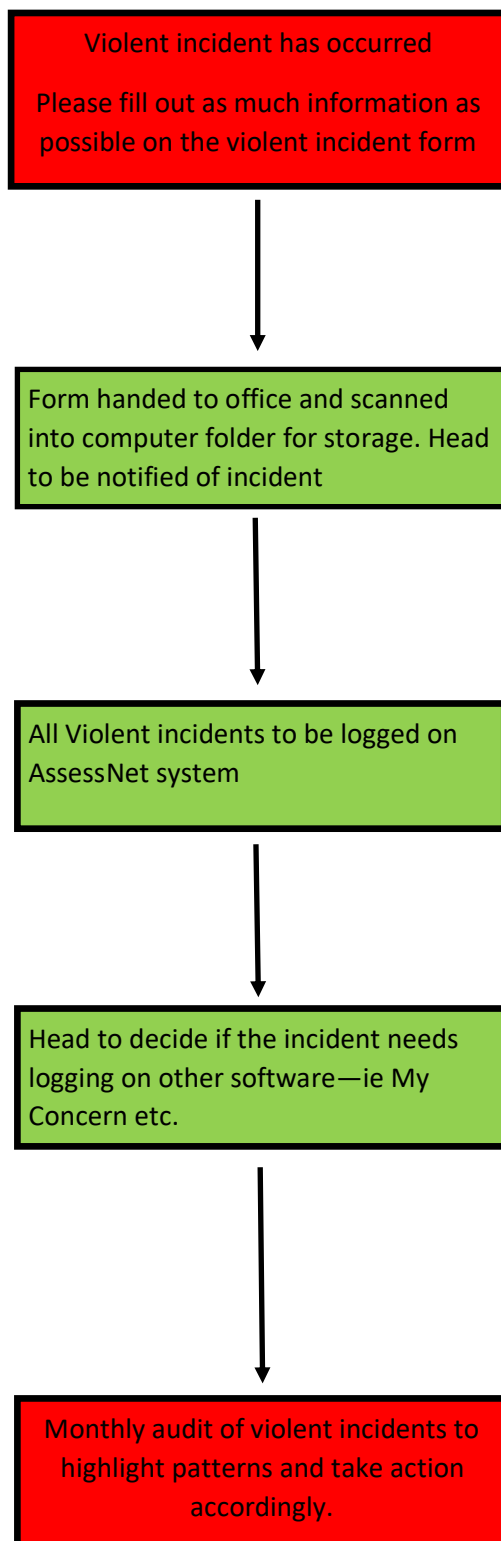 Violent incident has occurred
Please fill out as much information as
possible on the violent incident form
Form handed to office and scanned
into computer folder for storage. Head
to be notified of incident
All Violent incidents to be logged on
AssessNet system
Head to decide if the incident needs
logging on other software—ie My
Concern etc.
Monthly audit of violent incidents to
highlight patterns and take action
accordingly.